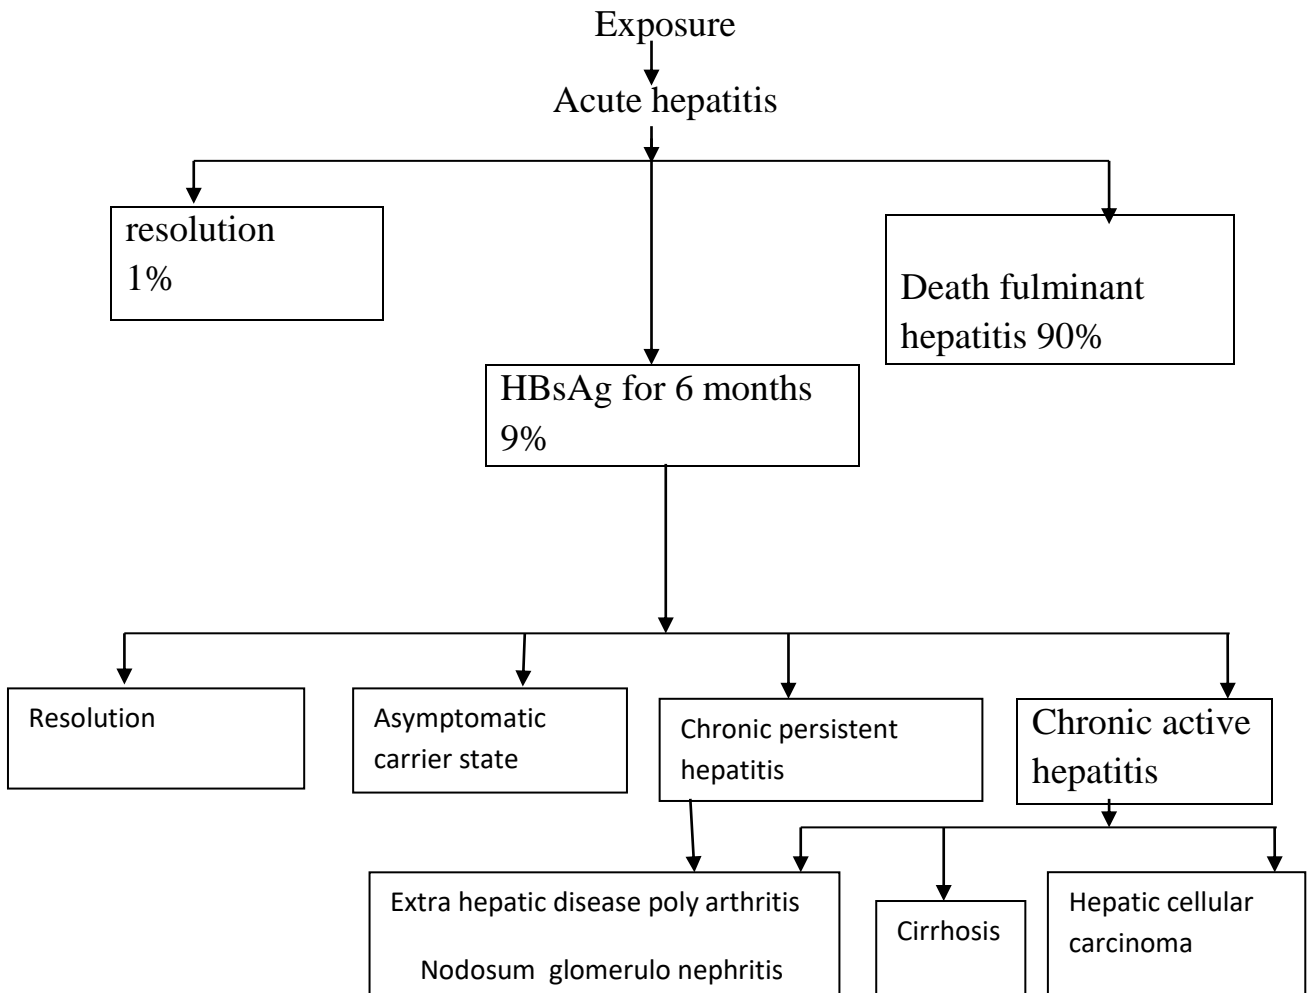 Exposure
Acute hepatitis
resolution
1%
Death fulminant
hepatitis 90%
HBsAg for 6 months
9%
Resolution
Asymptomatic
carrier state
Chronic persistent
hepatitis
Chronic active
hepatitis
Extra hepatic disease poly arthritis
Nodosum glomerulo nephritis
Cirrhosis
Hepatic cellular
carcinoma